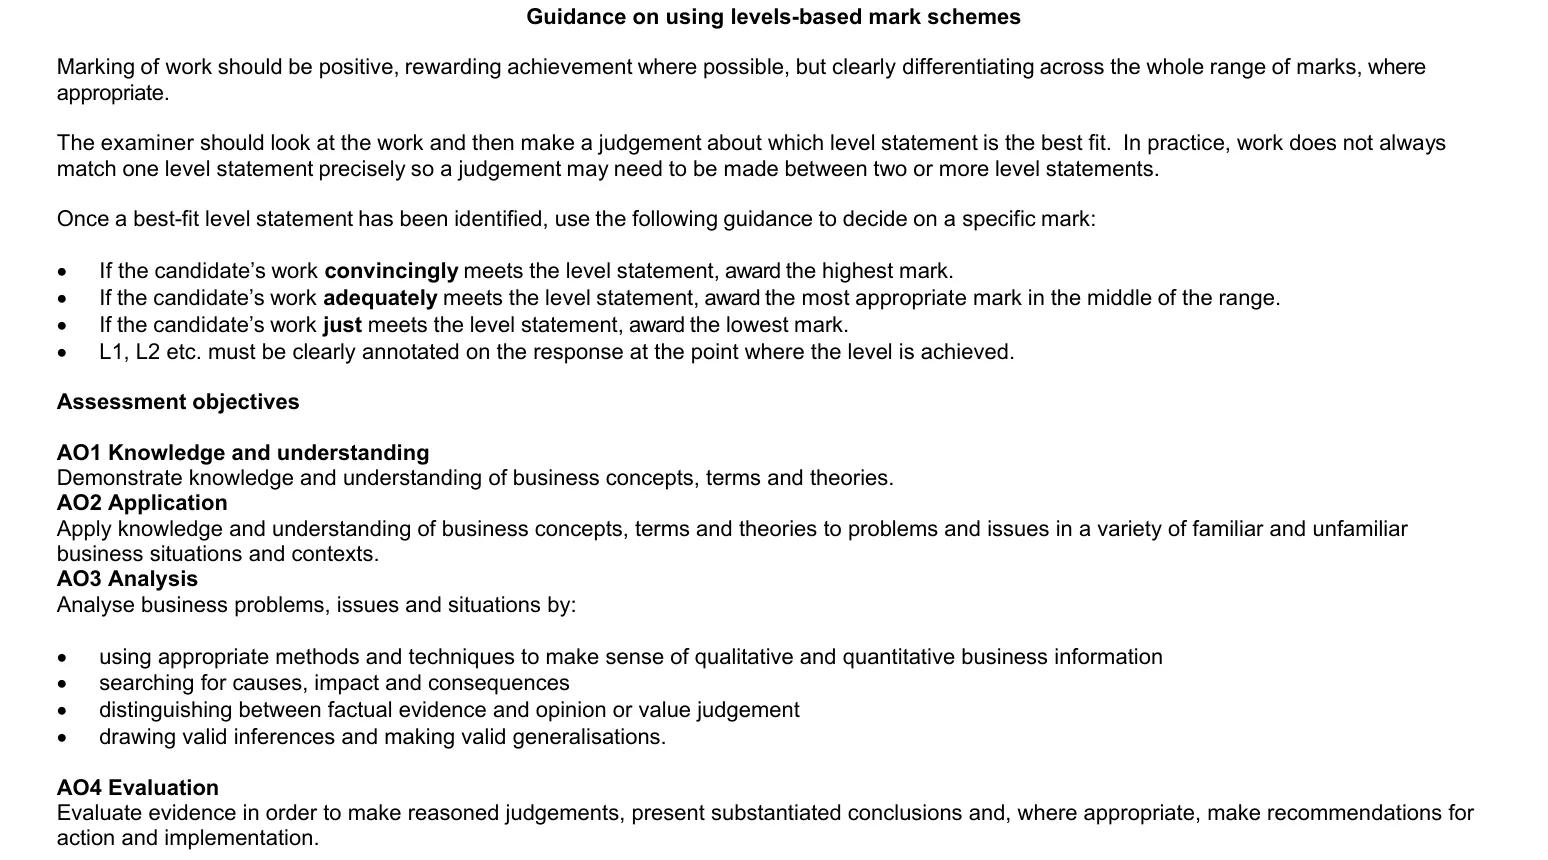 Guidance on using levels-based mark schemes
Marking of work should be positive, rewarding achievement where possible, but clearly differentiating across the whole range of marks, where
appropriate.
The examiner should look at the work and then make a judgement about which level statement is the best fit.  In practice, work does not always
match one level statement precisely so a judgement may need to be made between two or more level statements.
Once a best-fit level statement has been identified, use the following guidance to decide on a specific mark:
• If the candidate's work convincingly meets the level statement, award the highest mark.
• If the candidate's work adequately meets the level statement, award the most appropriate mark in the middle of the range.
• If the candidate's work just meets the level statement, award the lowest mark.
• L1, L2 etc. must be clearly annotated on the response at the point where the level is achieved.
Assessment objectives
AO1 Knowledge and understanding
Demonstrate knowledge and understanding of business concepts, terms and theories.
AO2 Application
Apply knowledge and understanding of business concepts, terms and theories to problems and issues in a variety of familiar and unfamiliar
business situations and contexts.
AO3 Analysis
Analyse business problems, issues and situations by:
• using appropriate methods and techniques to make sense of qualitative and quantitative business information
• searching for causes, impact and consequences
• distinguishing between factual evidence and opinion or value judgement
• drawing valid inferences and making valid generalisations.
AO4 Evaluation
Evaluate evidence in order to make reasoned judgements, present substantiated conclusions and, where appropriate, make recommendations for
action and implementation.